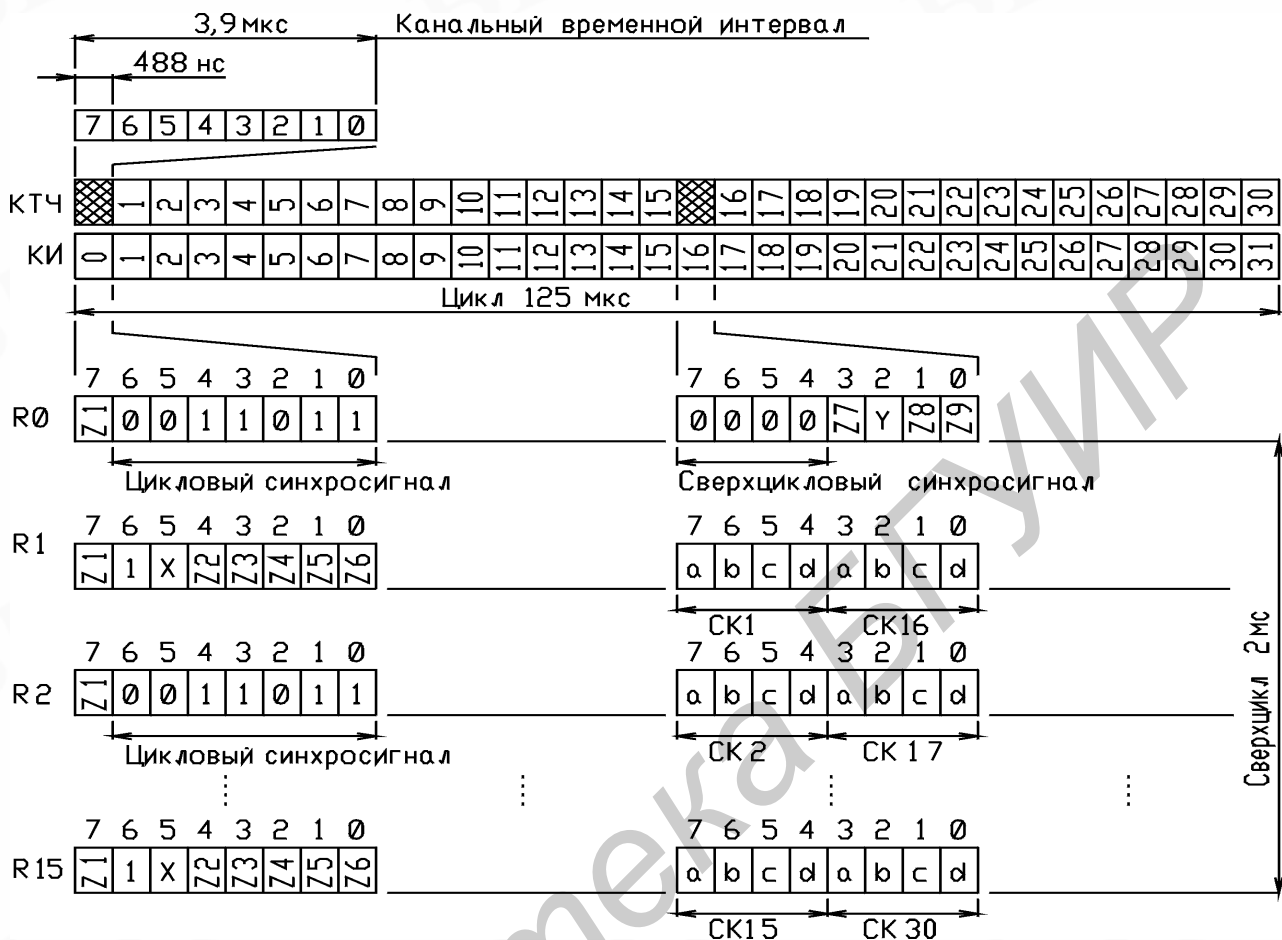 3,9 мкс Канальный временной интервал
488 нс
7 6 5 4 3 2 1 0
КТЧ 1 2 3 4 5 6 7 8 9 10 11 12 13 14 15 16 17 18 19 20 21 22 23 24 25 26 27 28 29 30
КИ 0 1 2 3 4 5 6 7 8 9 10 11 12 13 14 15 16 17 18 19 20 21 22 23 24 25 26 27 28 29 30 31
Цикл 125 мкс
7 6 5 4 3 2 1 0 7 6 5 4 3 2 1 0
R0 Z1 0 0 1 1 0 1 1 0 0 0 0 Z7 Y Z8 Z9
Цикловый синхросигнал Сверхцикловый синхросигнал
7 6 5 4 3 2 1 0 7 6 5 4 3 2 1 0
R1 Z1 1 X Z2 Z3 Z4 Z5 Z6 a b c d a b c d
СК1 СК16
7 6 5 4 3 2 1 0 7 6 5 4 3 2 1 0
R2 Z1 0 0 1 1 0 1 1 a b c d a b c d
Цикловый синхросигнал СК 2 СК 17
7 6 5 4 3 2 1 0 7 6 5 4 3 2 1 0
R15 Z1 1 X Z2 Z3 Z4 Z5 Z6 a b c d a b c d
СК15 СК 30
Сверхцикл 2мс
тека БГУИР